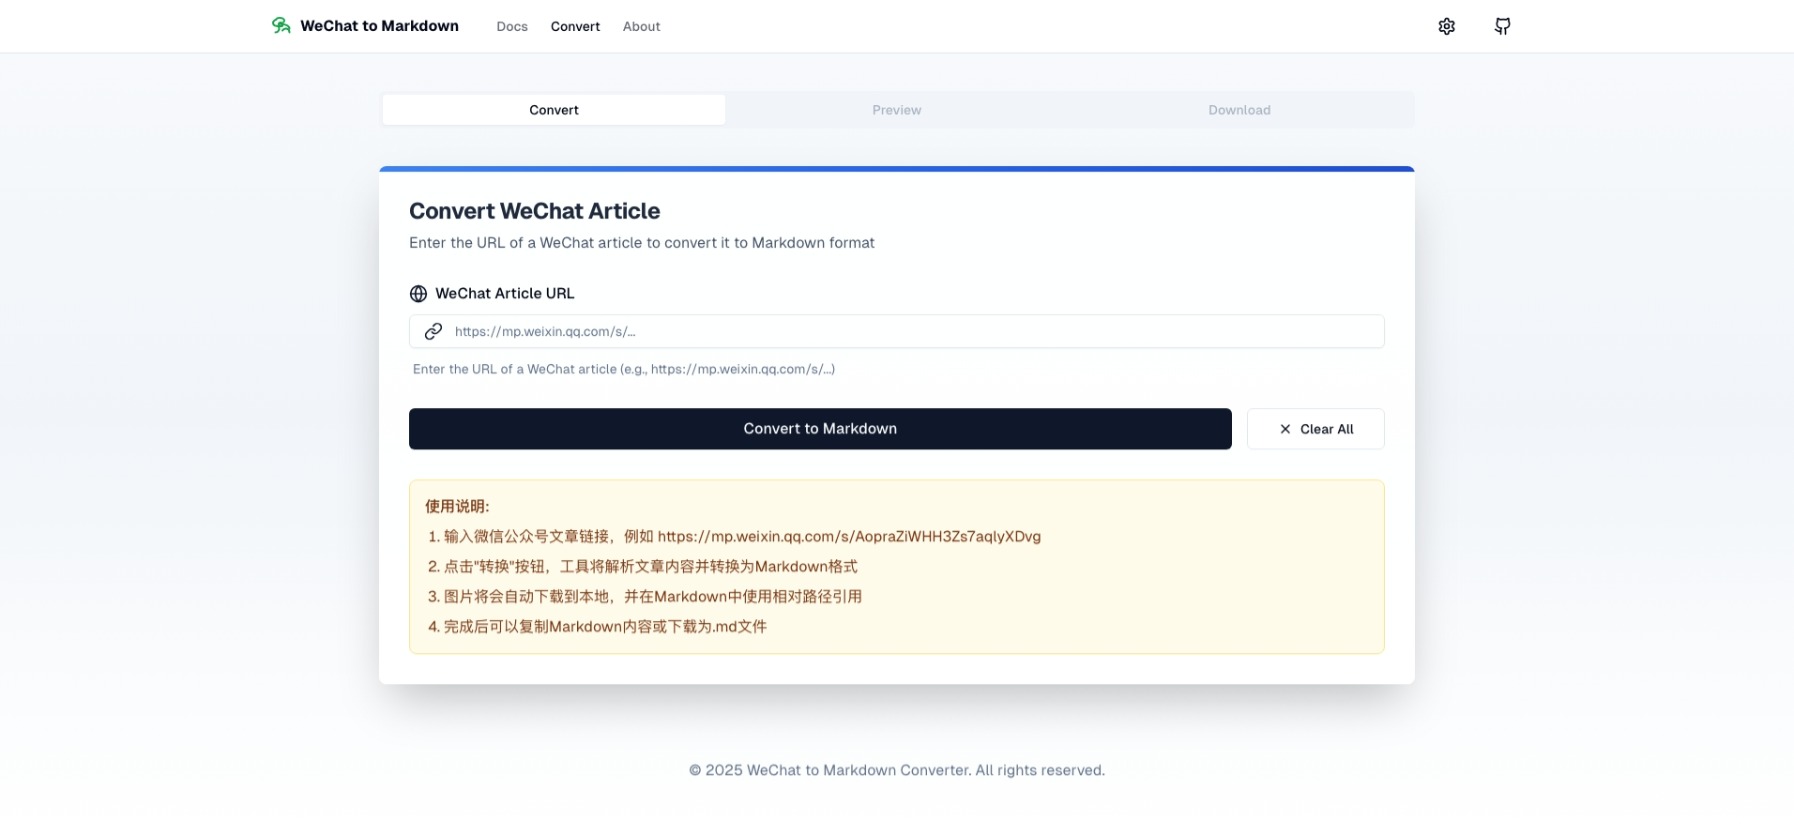 WeChat to Markdown
Docs
Convert
About
Convert
Preview
Download
Convert WeChat Article
Enter the URL of a WeChat article to convert it to Markdown format
WeChat Article URL
https://mp.weixin.qq.com/s/...
Enter the URL of a WeChat article (e.g., https://mp.weixin.qq.com/s/...)
Convert to Markdown
Clear All
使用说明:
1. 输入微信公众号文章链接，例如 https://mp.weixin.qq.com/s/AopraZiWHH3Zs7aqlyXDvg
2. 点击"转换"按钮，工具将解析文章内容并转换为Markdown格式
3. 图片将会自动下载到本地，并在Markdown中使用相对路径引用
4. 完成后可以复制Markdown内容或下载为.md文件
© 2025 WeChat to Markdown Converter. All rights reserved.